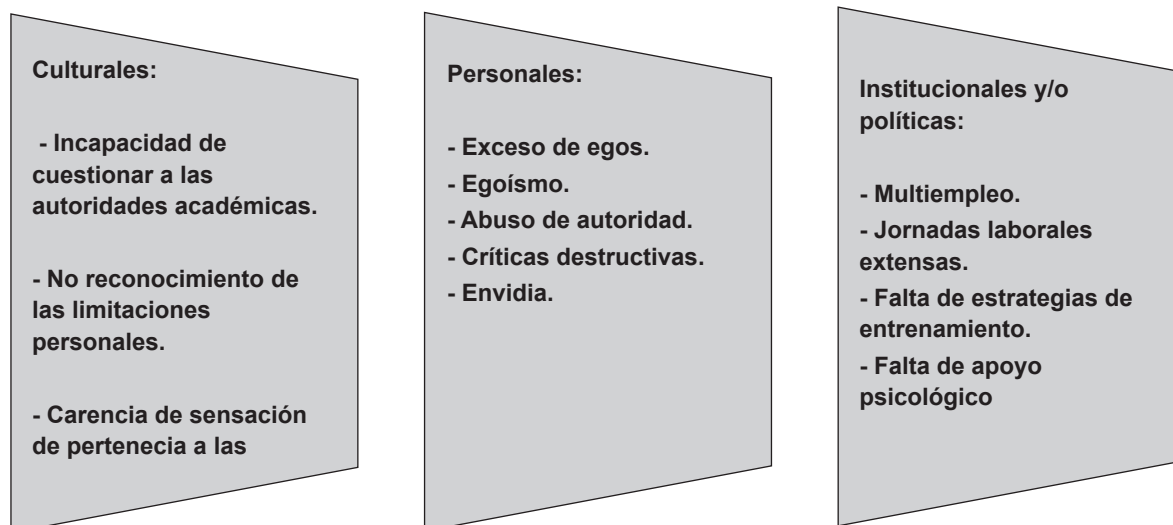 Culturales:
- Incapacidad de
cuestionar a las
autoridades académicas.
- No reconocimiento de
las limitaciones
personales.
- Carencia de sensación
de pertenecia a las
Personales:
- Exceso de egos.
- Egoísmo.
- Abuso de autoridad.
- Críticas destructivas.
- Envidia.
Institucionales y/o
políticas:
- Multiempleo.
- Jornadas laborales
extensas.
- Falta de estrategias de
entrenamiento.
- Falta de apoyo
psicológico